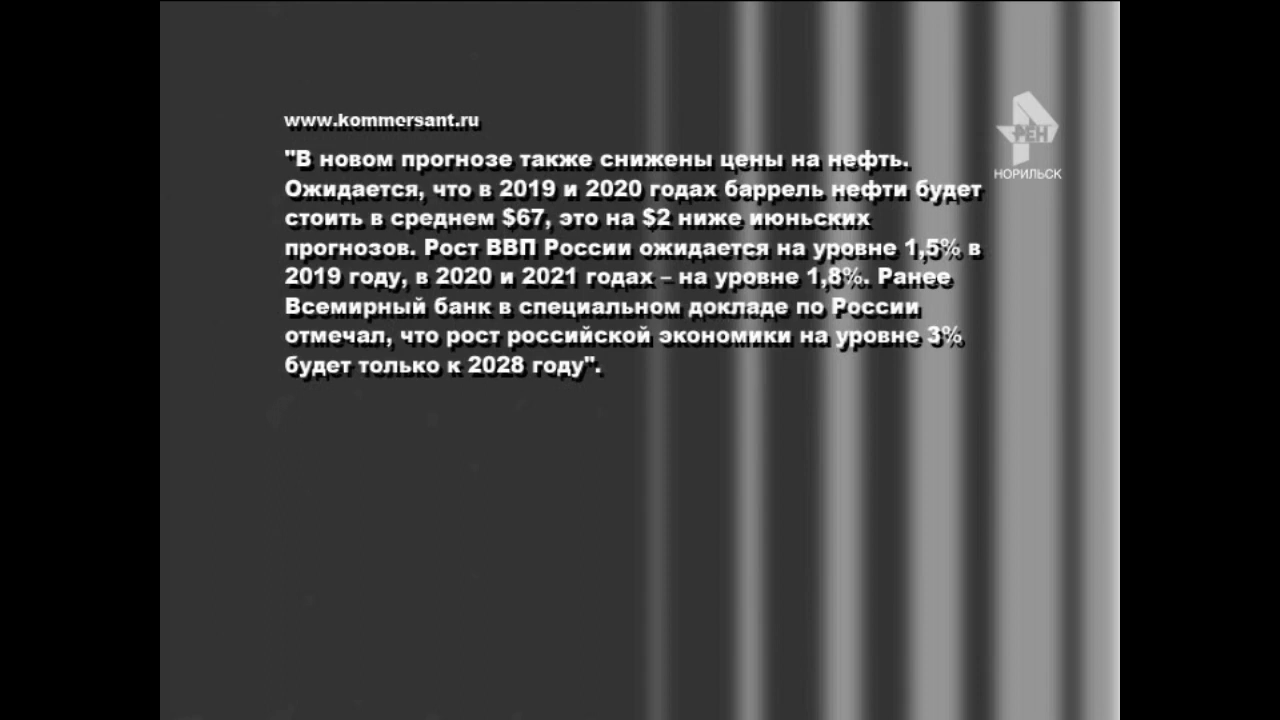 www.kommersant.ru
"В новом прогнозе также снижены цены на нефть.
Ожидается, что в 2019 и 2020 годах баррель нефти будет
стоить в среднем $67, это на $2 ниже июньских
прогнозов. Рост ВВП России ожидается на уровне 1,5% в
2019 году, в 2020 и 2021 годах – на уровне 1,8%. Ранее
Всемирный банк в специальном докладе по России
отмечал, что рост российской экономики на уровне 3%
будет только к 2028 году".
РЕН
НОРИЛЬСК